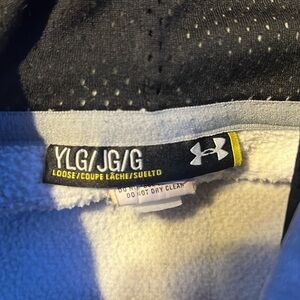 YLG/JG/G
LOOSE/COUPE LÂCHE/SUELTO
DO NOT DRY CLEAN